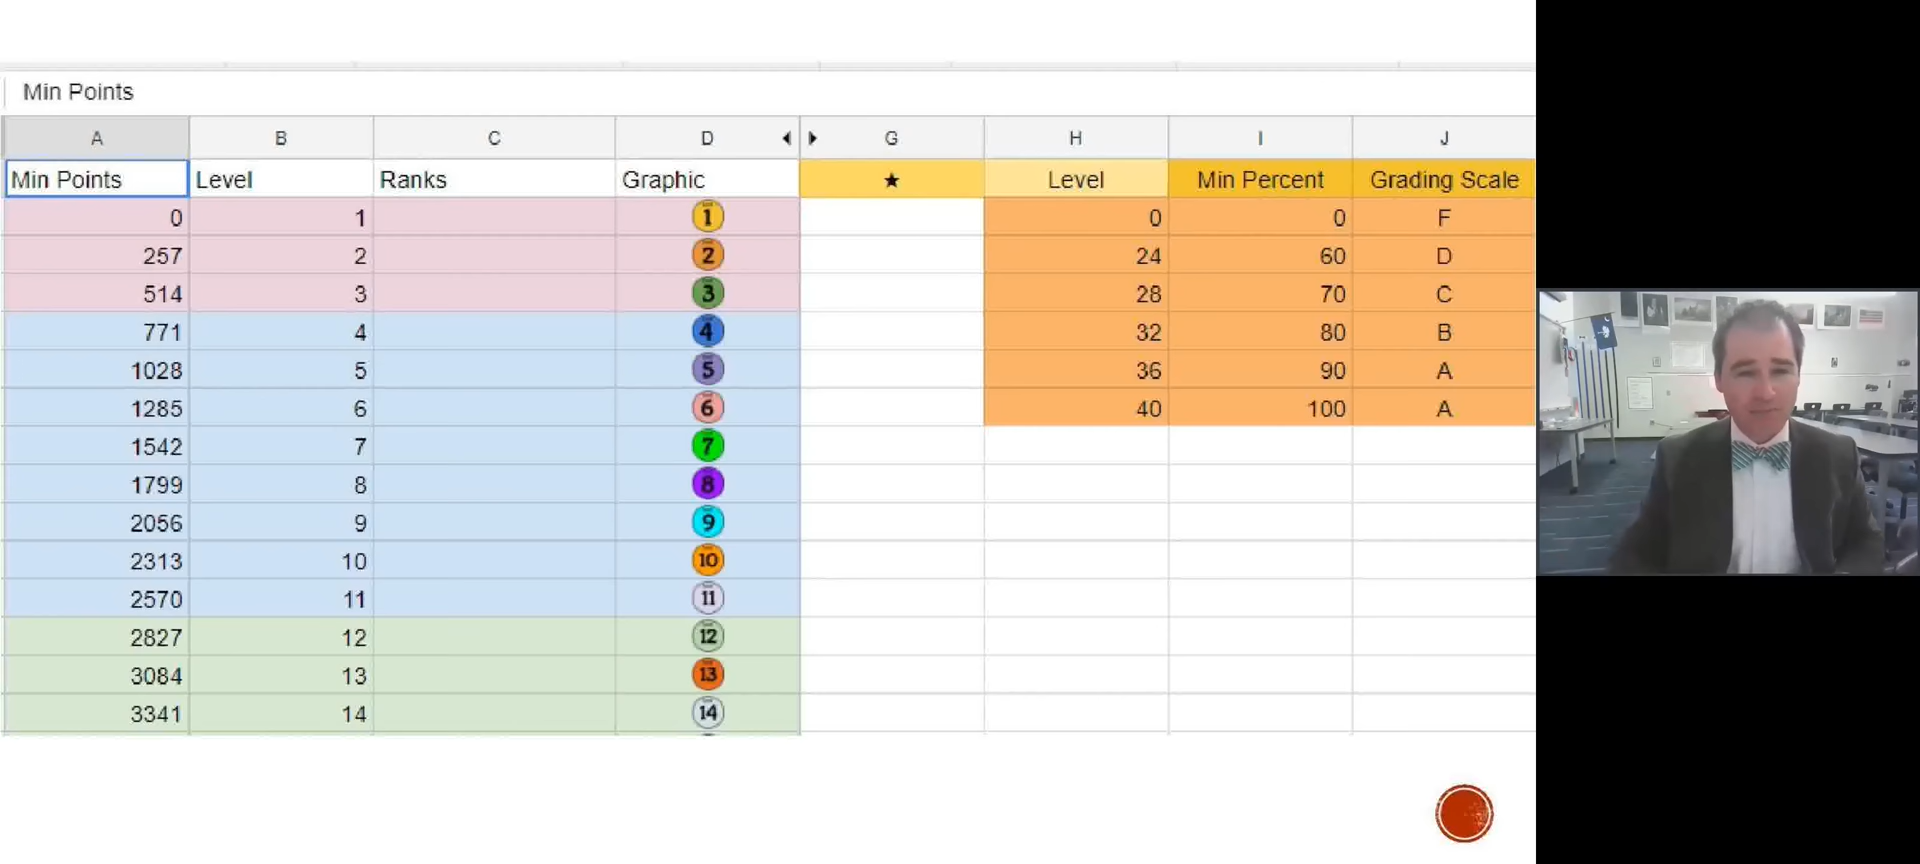 Min Points
A B C D G H I J
Min Points Level Ranks Graphic ★ Level Min Percent Grading Scale
0 1 1 0 0 F
257 2 2 24 60 D
514 3 3 28 70 C
771 4 4 32 80 B
1028 5 5 36 90 A
1285 6 6 40 100 A
1542 7 7
1799 8 8
2056 9 9
2313 10 10
2570 11 11
2827 12 12
3084 13 13
3341 14 14